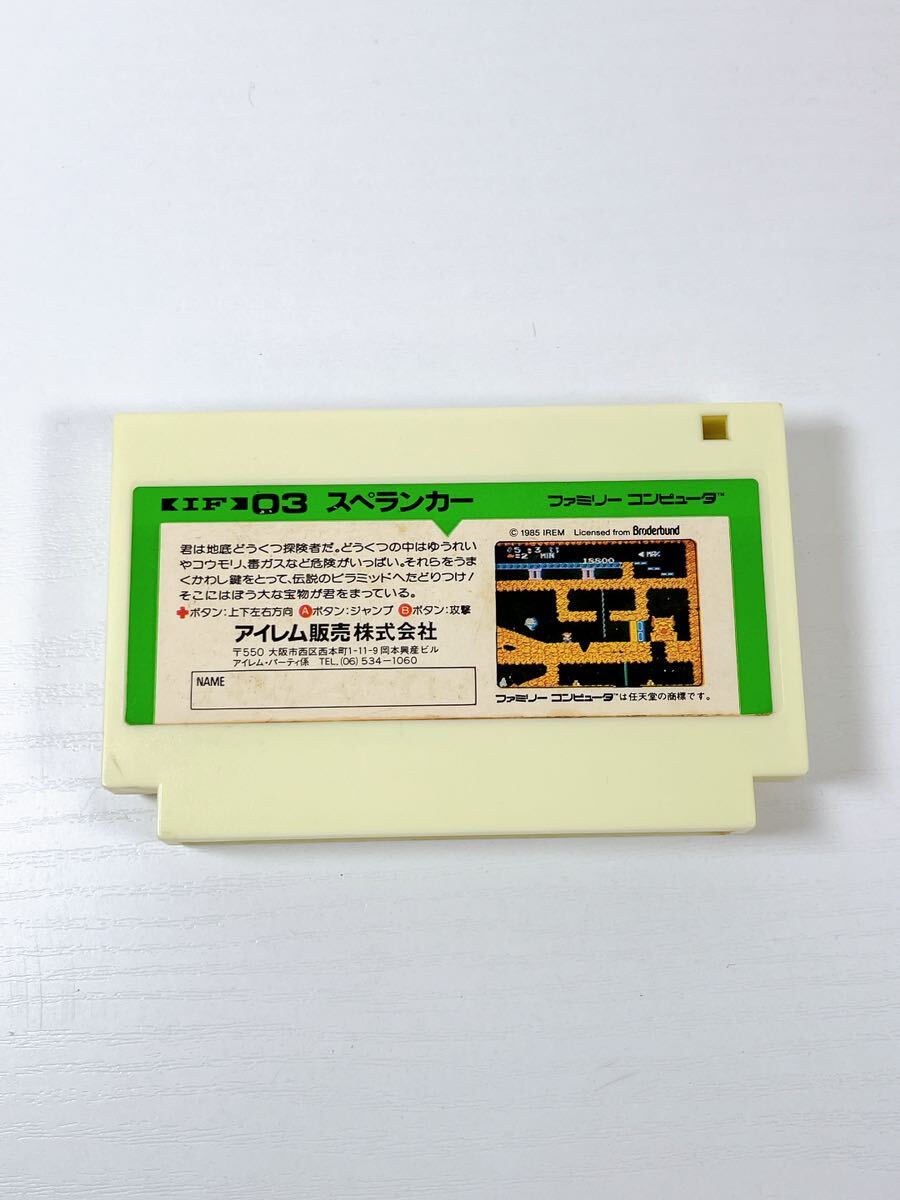 IF 03 スペランカー ファミリー コンピュータ™
© 1985 IREM Licensed from Brøderbund
君は地底どうくつ探険者だ。どうくつの中はゆうれい
やコウモリ、毒ガスなど危険がいっぱい。それらをうま
くかわし鍵をとって、伝説のピラミッドへたどりつけ!
そこにはぼう大な宝物が君をまっている。
ボタン:上下左右方向 Aボタン:ジャンプ Bボタン:攻撃
アイレム販売株式会社
〒550 大阪市西区西本町1-11-9 岡本興産ビル
アイレム・パーティ係 TEL.(06) 534-1060
NAME
MIN 15800 MAX
ファミリー コンピュータは任天堂の商標です。